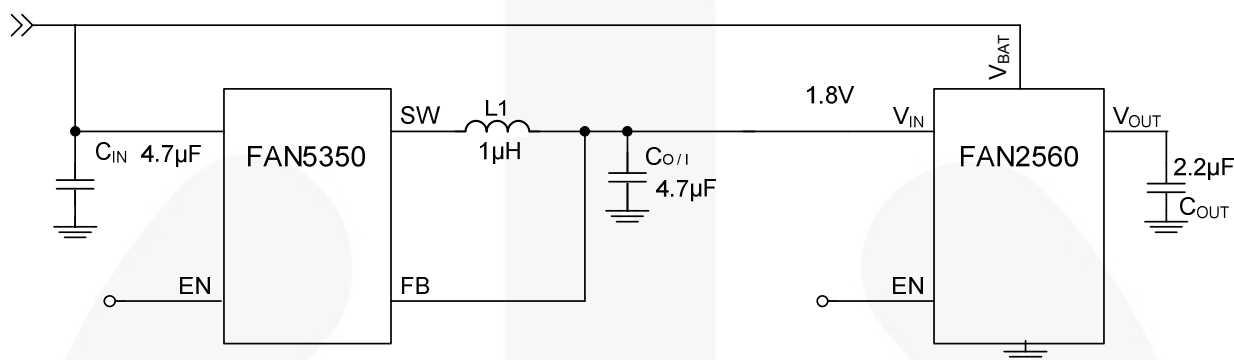 VBAT
1.8V
SW
L1
1µH
VIN
VOUT
CIN 4.7µF
FAN5350
CO/I
4.7µF
FAN2560
2.2µF
COUT
EN
FB
EN